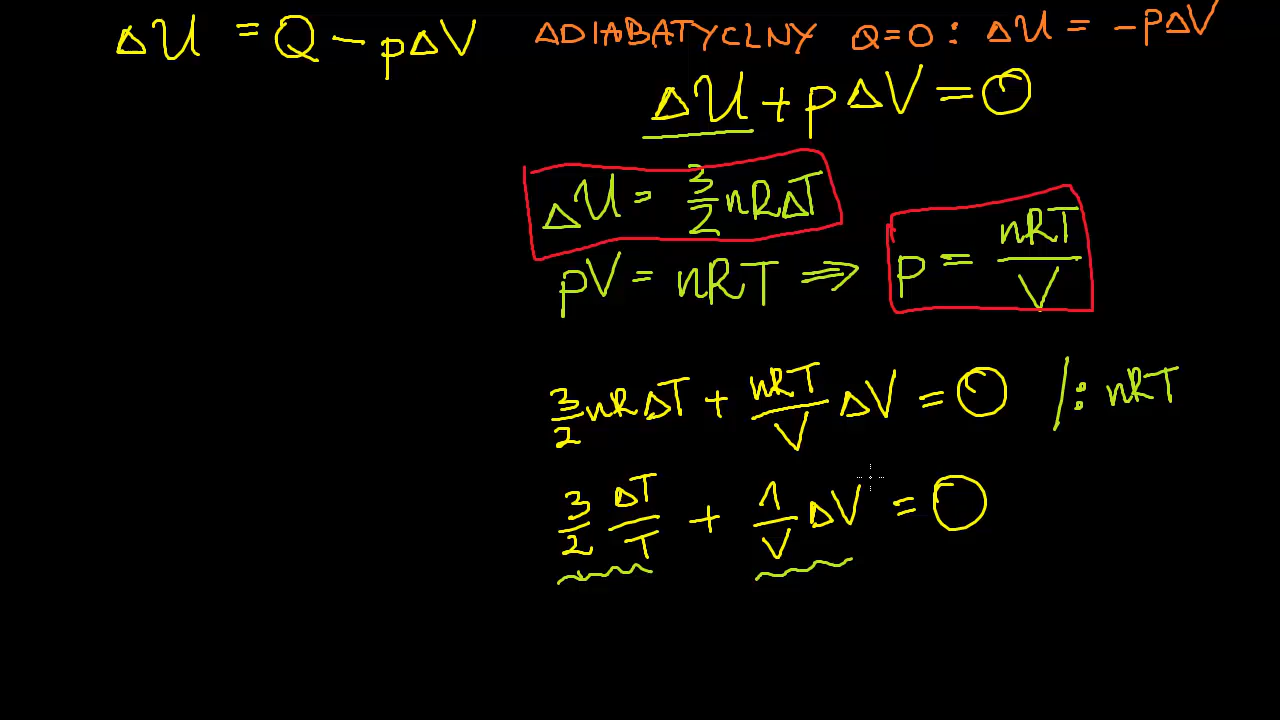 ΔU = Q - pΔV
ADIABATYCZNY Q=0: ΔU = -pΔV
ΔU + pΔV = 0
ΔU = 3/2 nRΔT
pV = nRT ⇒ p = nRT/V
3/2 nRΔT + nRT/V ΔV = 0 /: nRT
3/2 ΔT/T + 1/V ΔV = 0